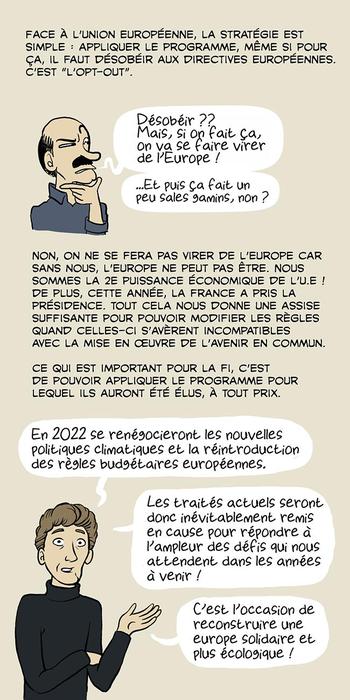 FACE À L'UNION EUROPÉENNE, LA STRATÉGIE EST
SIMPLE : APPLIQUER LE PROGRAMME, MÊME SI POUR
ÇA, IL FAUT DÉSOBÉIR AUX DIRECTIVES EUROPÉENNES.
C'EST "L'OPT-OUT".
Désobéir ??
Mais, si on fait ça,
on va se faire virer
de l'Europe !
...Et puis ça fait un
peu sales gamins, non ?
NON, ON NE SE FERA PAS VIRER DE L'EUROPE CAR
SANS NOUS, L'EUROPE NE PEUT PAS ÊTRE. NOUS
SOMMES LA 2E PUISSANCE ÉCONOMIQUE DE L'U.E !
DE PLUS, CETTE ANNÉE, LA FRANCE A PRIS LA
PRÉSIDENCE. TOUT CELA NOUS DONNE UNE ASSISE
SUFFISANTE POUR POUVOIR MODIFIER LES RÈGLES
QUAND CELLES-CI S'AVÈRENT INCOMPATIBLES
AVEC LA MISE EN ŒUVRE DE L'AVENIR EN COMMUN.
CE QUI EST IMPORTANT POUR LA FI, C'EST
DE POUVOIR APPLIQUER LE PROGRAMME POUR
LEQUEL ILS AURONT ÉTÉ ÉLUS, À TOUT PRIX.
En 2022 se renégocieront les nouvelles
politiques climatiques et la réintroduction
des règles budgétaires européennes.
Les traités actuels seront
donc inévitablement remis
en cause pour répondre à
l'ampleur des défis qui nous
attendent dans les années
à venir !
C'est l'occasion de
reconstruire une
europe solidaire et
plus écologique !